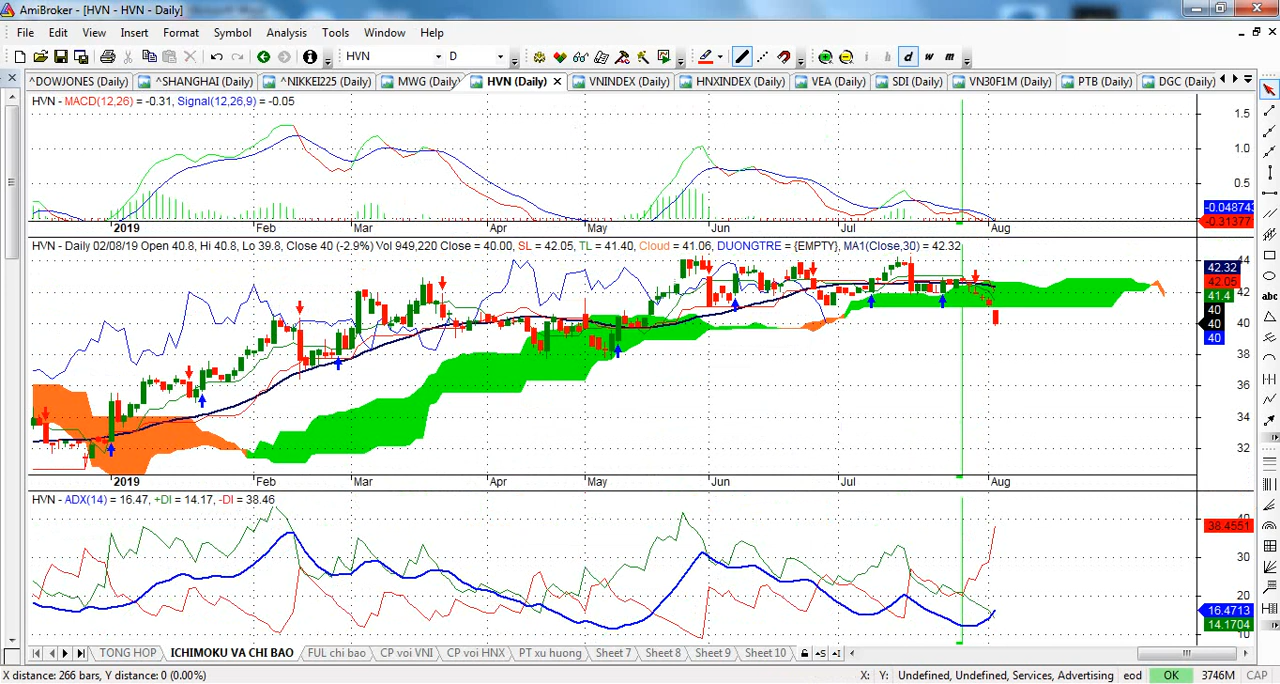 AmiBroker - [HVN - HVN - Daily]
File Edit View Insert Format Symbol Analysis Tools Window Help
HVN D i h d w m
^DOWJONES (Daily) ^SHANGHAI (Daily) ^NIKKEI225 (Daily) MWG (Daily) HVN (Daily) VNINDEX (Daily) HNXINDEX (Daily) VEA (Daily) SDI (Daily) VN30F1M (Daily) PTB (Daily) DGC (Daily)
HVN - MACD(12,26) = -0.31, Signal(12,26,9) = -0.05
1.5
1.0
0.5
-0.04874
-0.31377
2019 Feb Mar Apr May Jun Jul Aug
HVN - Daily 02/08/19 Open 40.8, Hi 40.8, Lo 39.8, Close 40 (-2.9%) Vol 949,220 Close = 40.00, SL = 42.05, TL = 41.40, Cloud = 41.06, DUONGTRE = {EMPTY}, MA1(Close,30) = 42.32
44
42.32
42.05
42
41.4
40
40
40
40
38
36
34
32
2019 Feb Mar Apr May Jun Jul Aug
HVN - ADX(14) = 16.47, +DI = 14.17, -DI = 38.46
40
38.4551
30
20
16.4713
14.1704
10
TONG HOP ICHIMOKU VA CHI BAO FUL chi bao CP voi VNI CP voi HNX PT xu huong Sheet 7 Sheet 8 Sheet 9 Sheet 10
X distance: 266 bars, Y distance: 0 (0.00%) X: Y: Undefined, Undefined, Services, Advertising eod OK 3746M CAP
abc